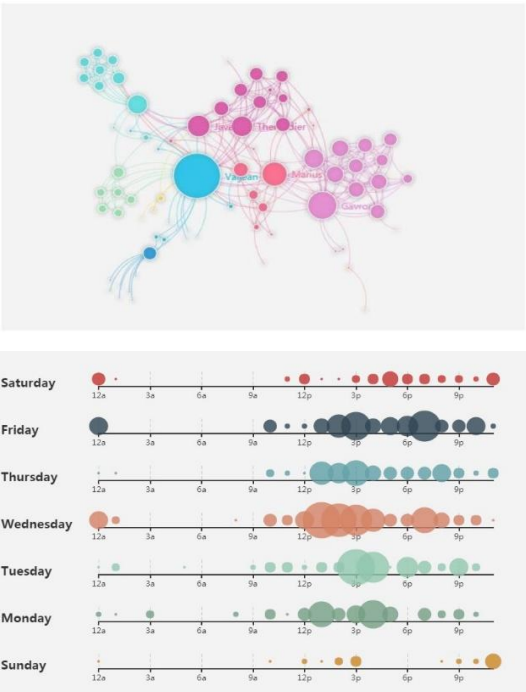 Javert Thenardier
Valjean Marius
Gavroche
Saturday
12a 3a 6a 9a 12p 3p 6p 9p
Friday
12a 3a 6a 9a 12p 3p 6p 9p
Thursday
12a 3a 6a 9a 12p 3p 6p 9p
Wednesday
12a 3a 6a 9a 12p 3p 6p 9p
Tuesday
12a 3a 6a 9a 12p 3p 6p 9p
Monday
12a 3a 6a 9a 12p 3p 6p 9p
Sunday
12a 3a 6a 9a 12p 3p 6p 9p